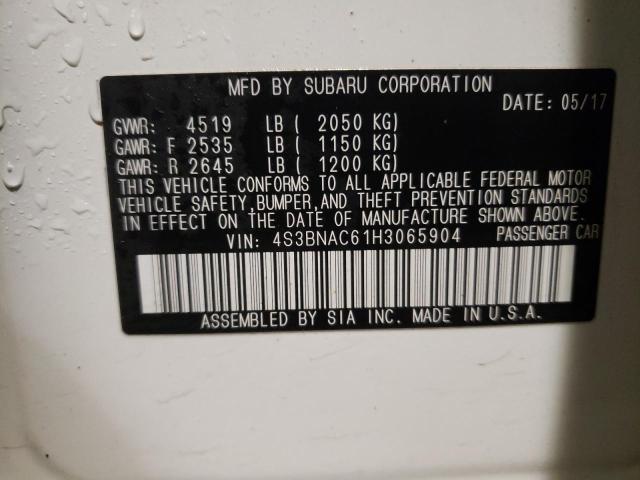 MFD BY SUBARU CORPORATION
DATE: 05/17
GVWR: 4519 LB ( 2050 KG)
GAWR: F 2535 LB ( 1150 KG)
GAWR: R 2645 LB ( 1200 KG)
THIS VEHICLE CONFORMS TO ALL APPLICABLE FEDERAL MOTOR
VEHICLE SAFETY,BUMPER,AND THEFT PREVENTION STANDARDS
IN EFFECT ON THE DATE OF MANUFACTURE SHOWN ABOVE.
VIN: 4S3BNAC61H3065904 PASSENGER CAR
ASSEMBLED BY SIA INC. MADE IN U.S.A.